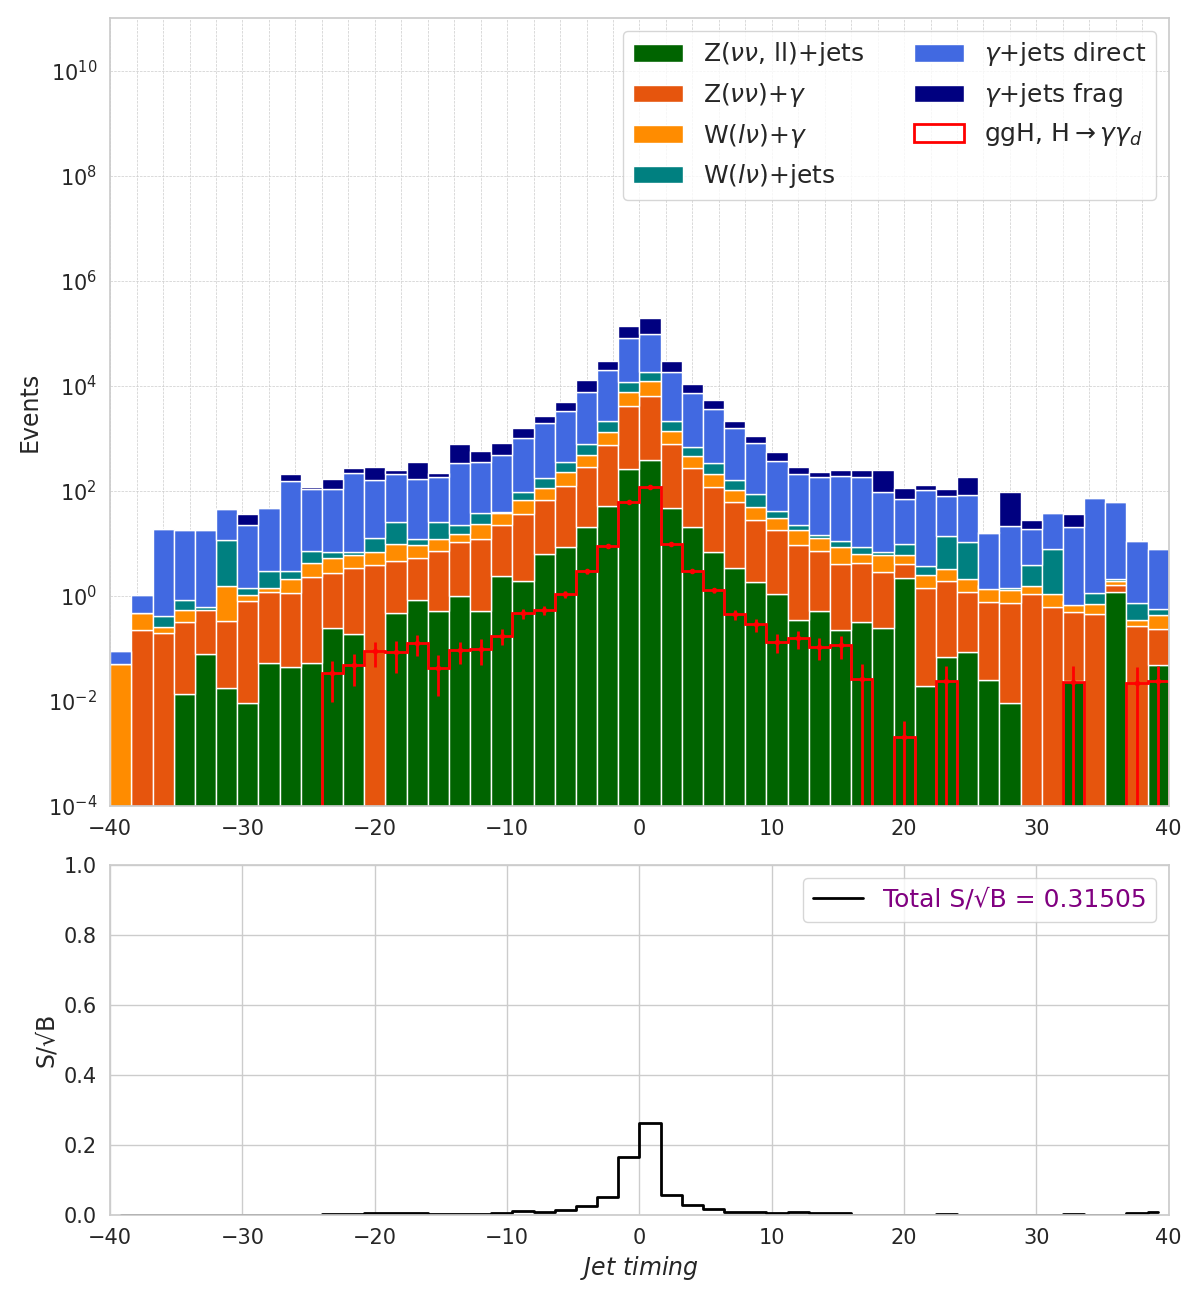 Events
10^10
10^8
10^6
10^4
10^2
10^0
10^−2
10^−4
Z(νν, ll)+jets
Z(νν)+γ
W(lν)+γ
W(lν)+jets
γ+jets direct
γ+jets frag
ggH, H→γγ_d
−40 −30 −20 −10 0 10 20 30 40
S/√B
1.0
0.8
0.6
0.4
0.2
0.0
Total S/√B = 0.31505
−40 −30 −20 −10 0 10 20 30 40
Jet timing